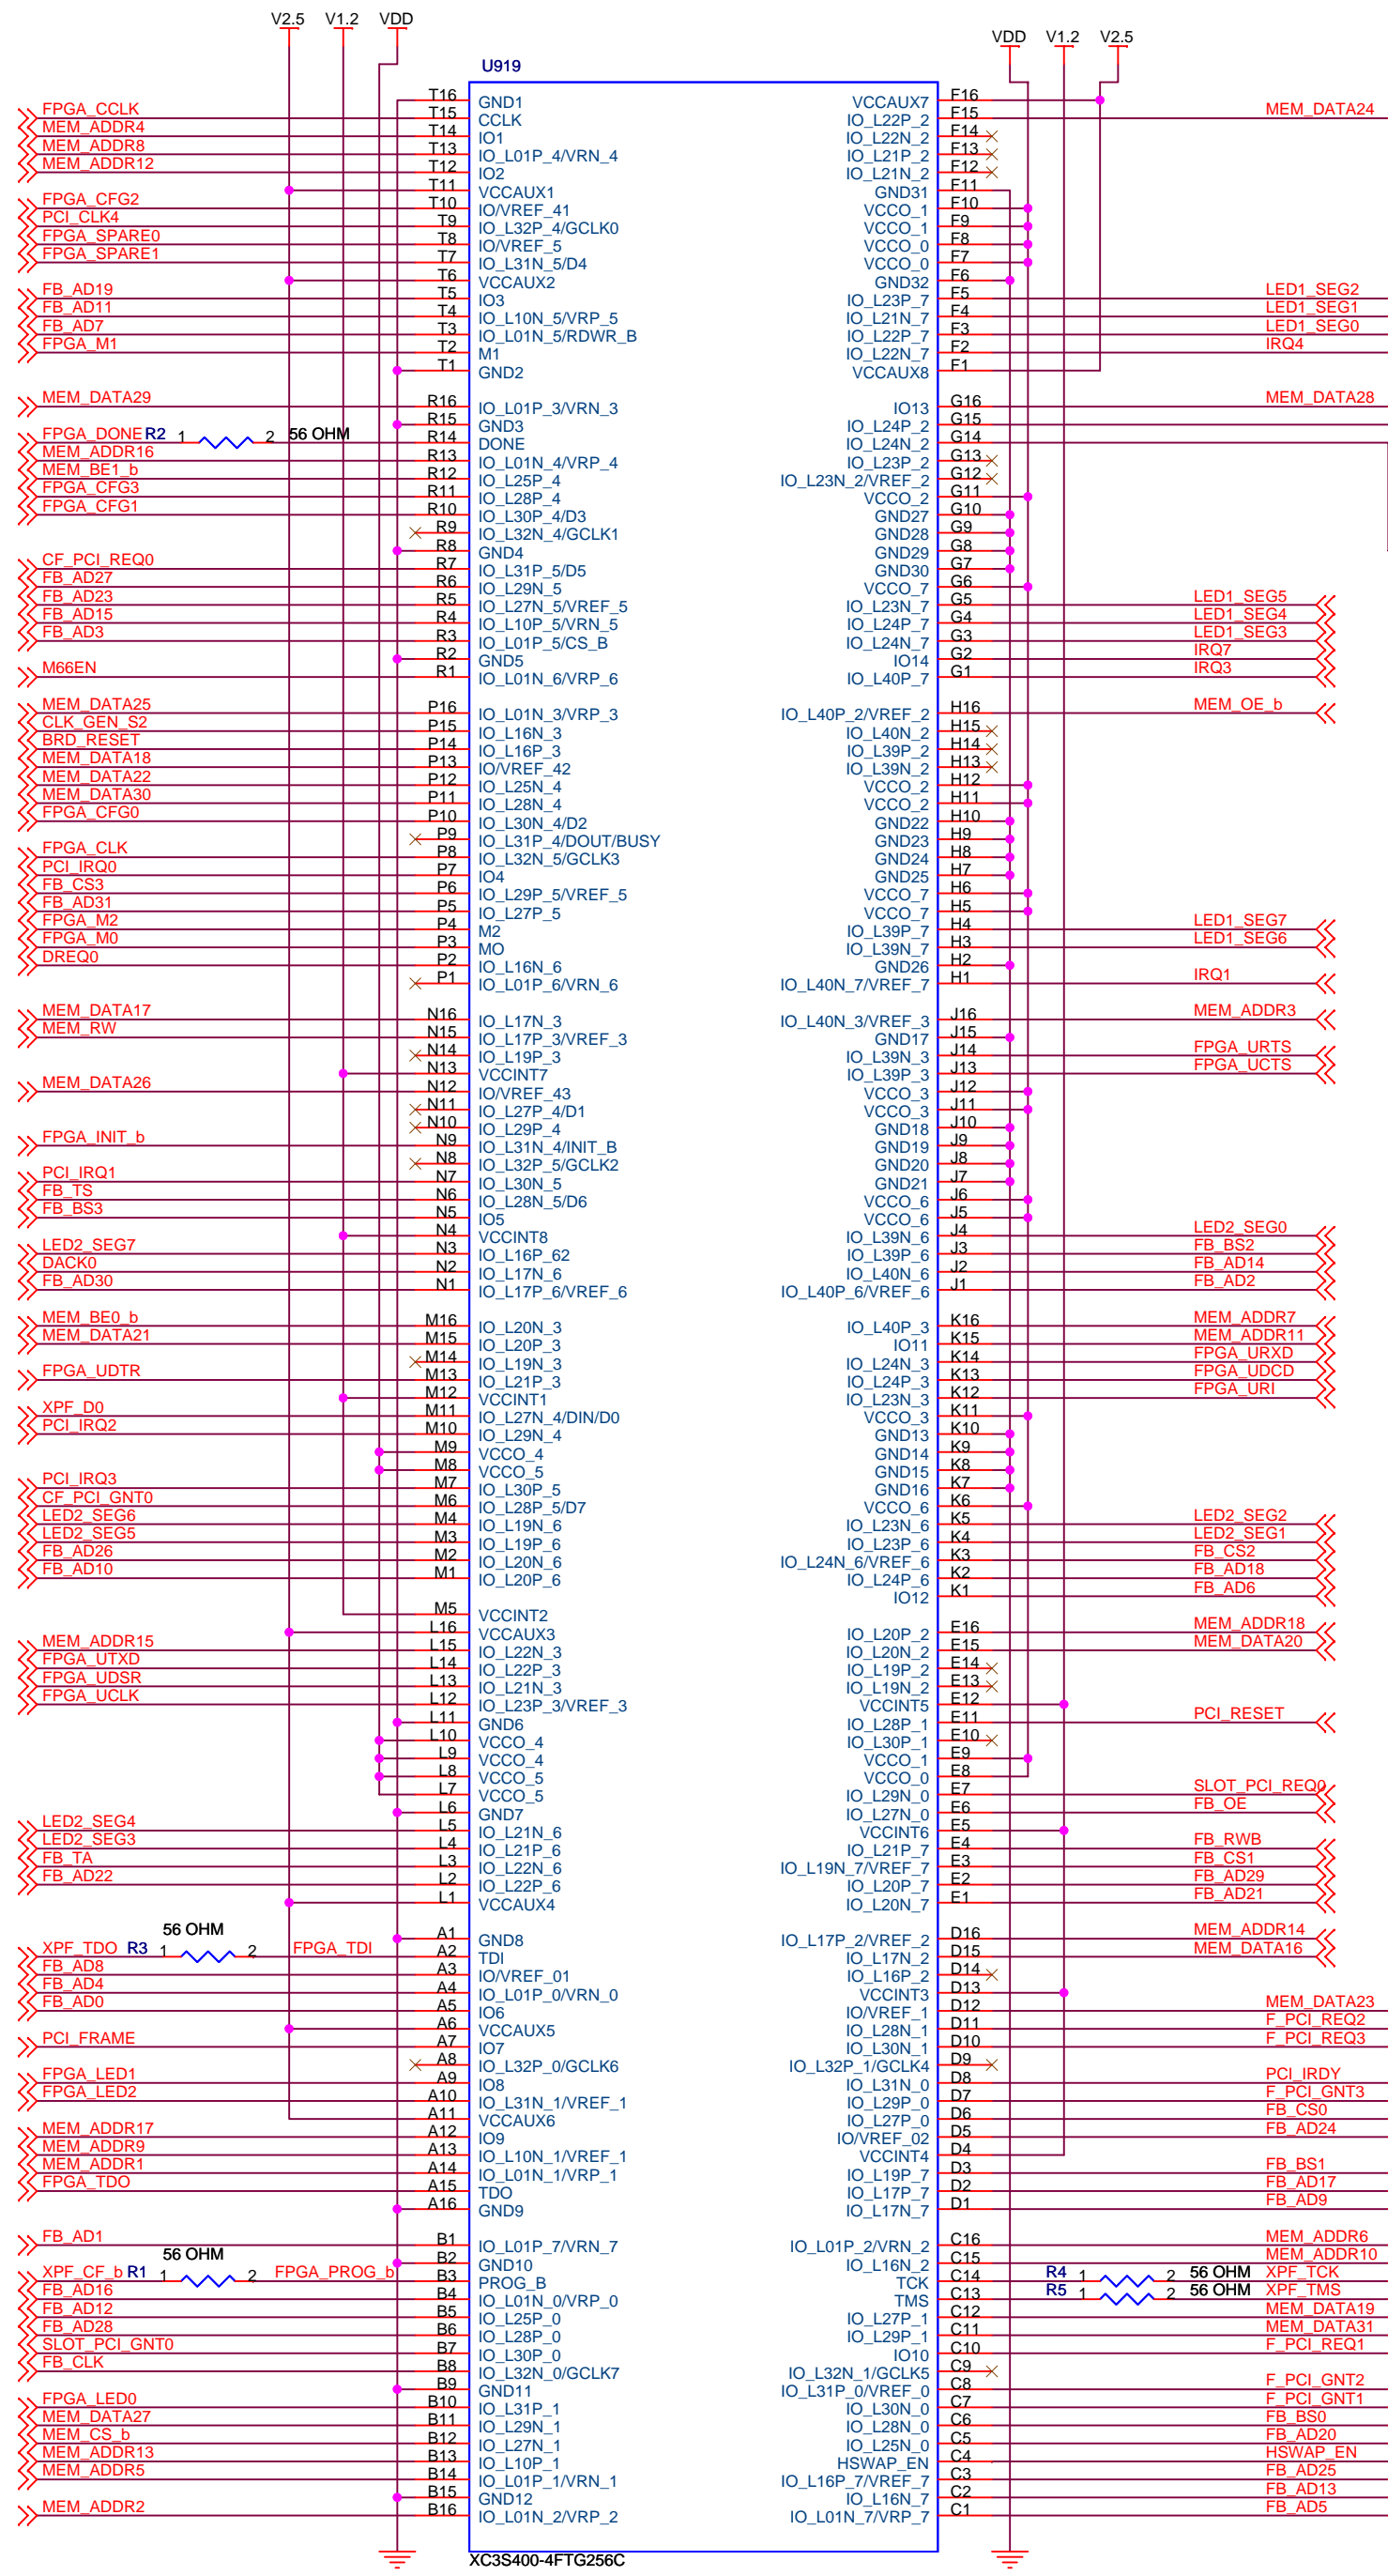 V2.5 V1.2 VDD
U919
T16 GND1
FPGA_CCLK T15 CCLK
MEM_ADDR4 T14 IO1
MEM_ADDR8 T13 IO_L01P_4/VRN_4
MEM_ADDR12 T12 IO2
T11 VCCAUX1
FPGA_CFG2 T10 IO/VREF_41
PCI_CLK4 T9 IO_L32P_4/GCLK0
FPGA_SPARE0 T8 IO/VREF_5
FPGA_SPARE1 T7 IO_L31N_5/D4
T6 VCCAUX2
FB_AD19 T5 IO3
FB_AD11 T4 IO_L10N_5/VRP_5
FB_AD7 T3 IO_L01N_5/RDWR_B
FPGA_M1 T2 M1
T1 GND2
MEM_DATA29 R16 IO_L01P_3/VRN_3
R15 GND3
FPGA_DONE R2 1 2 56 OHM R14 DONE
MEM_ADDR16 R13 IO_L01N_4/VRP_4
MEM_BE1_b R12 IO_L25P_4
FPGA_CFG3 R11 IO_L28P_4
FPGA_CFG1 R10 IO_L30P_4/D3
R9 IO_L32N_4/GCLK1
R8 GND4
CF_PCI_REQ0 R7 IO_L31P_5/D5
FB_AD27 R6 IO_L29N_5
FB_AD23 R5 IO_L27N_5/VREF_5
FB_AD15 R4 IO_L10P_5/VRN_5
FB_AD3 R3 IO_L01P_5/CS_B
R2 GND5
M66EN R1 IO_L01N_6/VRP_6
MEM_DATA25 P16 IO_L01N_3/VRP_3
CLK_GEN_S2 P15 IO_L16N_3
BRD_RESET P14 IO_L16P_3
MEM_DATA18 P13 IO/VREF_42
MEM_DATA22 P12 IO_L25N_4
MEM_DATA30 P11 IO_L28N_4
FPGA_CFG0 P10 IO_L30N_4/D2
P9 IO_L31P_4/DOUT/BUSY
FPGA_CLK P8 IO_L32N_5/GCLK3
PCI_IRQ0 P7 IO4
FB_CS3 P6 IO_L29P_5/VREF_5
FB_AD31 P5 IO_L27P_5
FPGA_M2 P4 M2
FPGA_M0 P3 MO
DREQ0 P2 IO_L16N_6
P1 IO_L01P_6/VRN_6
MEM_DATA17 N16 IO_L17N_3
MEM_RW N15 IO_L17P_3/VREF_3
N14 IO_L19P_3
N13 VCCINT7
MEM_DATA26 N12 IO/VREF_43
N11 IO_L27P_4/D1
N10 IO_L29P_4
FPGA_INIT_b N9 IO_L31N_4/INIT_B
N8 IO_L32P_5/GCLK2
PCI_IRQ1 N7 IO_L30N_5
FB_TS N6 IO_L28N_5/D6
FB_BS3 N5 IO5
N4 VCCINT8
LED2_SEG7 N3 IO_L16P_62
DACK0 N2 IO_L17N_6
FB_AD30 N1 IO_L17P_6/VREF_6
MEM_BE0_b M16 IO_L20N_3
MEM_DATA21 M15 IO_L20P_3
M14 IO_L19N_3
FPGA_UDTR M13 IO_L21P_3
M12 VCCINT1
XPF_D0 M11 IO_L27N_4/DIN/D0
PCI_IRQ2 M10 IO_L29N_4
M9 VCCO_4
M8 VCCO_5
PCI_IRQ3 M7 IO_L30P_5
CF_PCI_GNT0 M6 IO_L28P_5/D7
LED2_SEG6 M4 IO_L19N_6
LED2_SEG5 M3 IO_L19P_6
FB_AD26 M2 IO_L20N_6
FB_AD10 M1 IO_L20P_6
M5 VCCINT2
L16 VCCAUX3
MEM_ADDR15 L15 IO_L22N_3
FPGA_UTXD L14 IO_L22P_3
FPGA_UDSR L13 IO_L21N_3
FPGA_UCLK L12 IO_L23P_3/VREF_3
L11 GND6
L10 VCCO_4
L9 VCCO_4
L8 VCCO_5
L7 VCCO_5
L6 GND7
LED2_SEG4 L5 IO_L21N_6
LED2_SEG3 L4 IO_L21P_6
FB_TA L3 IO_L22N_6
FB_AD22 L2 IO_L22P_6
L1 VCCAUX4
56 OHM A1 GND8
XPF_TDO R3 1 2 FPGA_TDI A2 TDI
FB_AD8 A3 IO/VREF_01
FB_AD4 A4 IO_L01P_0/VRN_0
FB_AD0 A5 IO6
A6 VCCAUX5
PCI_FRAME A7 IO7
A8 IO_L32P_0/GCLK6
FPGA_LED1 A9 IO8
FPGA_LED2 A10 IO_L31N_1/VREF_1
A11 VCCAUX6
MEM_ADDR17 A12 IO9
MEM_ADDR9 A13 IO_L10N_1/VREF_1
MEM_ADDR1 A14 IO_L01N_1/VRP_1
FPGA_TDO A15 TDO
A16 GND9
FB_AD1 B1 IO_L01P_7/VRN_7
56 OHM B2 GND10
XPF_CF_b R1 1 2 FPGA_PROG_b B3 PROG_B
FB_AD16 B4 IO_L01N_0/VRP_0
FB_AD12 B5 IO_L25P_0
FB_AD28 B6 IO_L28P_0
SLOT_PCI_GNT0 B7 IO_L30P_0
FB_CLK B8 IO_L32N_0/GCLK7
B9 GND11
FPGA_LED0 B10 IO_L31P_1
MEM_DATA27 B11 IO_L29N_1
MEM_CS_b B12 IO_L27N_1
MEM_ADDR13 B13 IO_L10P_1
MEM_ADDR5 B14 IO_L01P_1/VRN_1
B15 GND12
MEM_ADDR2 B16 IO_L01N_2/VRP_2
XC3S400-4FTG256C
VDD V1.2 V2.5
VCCAUX7 F16
IO_L22P_2 F15 MEM_DATA24
IO_L22N_2 F14
IO_L21P_2 F13
IO_L21N_2 F12
GND31 F11
VCCO_1 F10
VCCO_1 F9
VCCO_0 F8
VCCO_0 F7
GND32 F6
IO_L23P_7 F5 LED1_SEG2
IO_L21N_7 F4 LED1_SEG1
IO_L22P_7 F3 LED1_SEG0
IO_L22N_7 F2 IRQ4
VCCAUX8 F1
IO13 G16 MEM_DATA28
IO_L24P_2 G15
IO_L24N_2 G14
IO_L23P_2 G13
IO_L23N_2/VREF_2 G12
VCCO_2 G11
GND27 G10
GND28 G9
GND29 G8
GND30 G7
VCCO_7 G6
IO_L23N_7 G5 LED1_SEG5
IO_L24P_7 G4 LED1_SEG4
IO_L24N_7 G3 LED1_SEG3
IO14 G2 IRQ7
IO_L40P_7 G1 IRQ3
IO_L40P_2/VREF_2 H16 MEM_OE_b
IO_L40N_2 H15
IO_L39P_2 H14
IO_L39N_2 H13
VCCO_2 H12
VCCO_2 H11
GND22 H10
GND23 H9
GND24 H8
GND25 H7
VCCO_7 H6
VCCO_7 H5
IO_L39P_7 H4 LED1_SEG7
IO_L39N_7 H3 LED1_SEG6
GND26 H2
IO_L40N_7/VREF_7 H1 IRQ1
IO_L40N_3/VREF_3 J16 MEM_ADDR3
GND17 J15
IO_L39N_3 J14 FPGA_URTS
IO_L39P_3 J13 FPGA_UCTS
VCCO_3 J12
VCCO_3 J11
GND18 J10
GND19 J9
GND20 J8
GND21 J7
VCCO_6 J6
VCCO_6 J5
IO_L39N_6 J4 LED2_SEG0
IO_L39P_6 J3 FB_BS2
IO_L40N_6 J2 FB_AD14
IO_L40P_6/VREF_6 J1 FB_AD2
IO_L40P_3 K16 MEM_ADDR7
IO11 K15 MEM_ADDR11
IO_L24N_3 K14 FPGA_URXD
IO_L24P_3 K13 FPGA_UDCD
IO_L23N_3 K12 FPGA_URI
VCCO_3 K11
GND13 K10
GND14 K9
GND15 K8
GND16 K7
VCCO_6 K6
IO_L23N_6 K5 LED2_SEG2
IO_L23P_6 K4 LED2_SEG1
IO_L24N_6/VREF_6 K3 FB_CS2
IO_L24P_6 K2 FB_AD18
IO12 K1 FB_AD6
IO_L20P_2 E16 MEM_ADDR18
IO_L20N_2 E15 MEM_DATA20
IO_L19P_2 E14
IO_L19N_2 E13
VCCINT5 E12
IO_L28P_1 E11 PCI_RESET
IO_L30P_1 E10
VCCO_1 E9
VCCO_0 E8
IO_L29N_0 E7 SLOT_PCI_REQ0
IO_L27N_0 E6 FB_OE
VCCINT6 E5
IO_L21P_7 E4 FB_RWB
IO_L19N_7/VREF_7 E3 FB_CS1
IO_L20P_7 E2 FB_AD29
IO_L20N_7 E1 FB_AD21
IO_L17P_2/VREF_2 D16 MEM_ADDR14
IO_L17N_2 D15 MEM_DATA16
IO_L16P_2 D14
VCCINT3 D13
IO/VREF_1 D12 MEM_DATA23
IO_L28N_1 D11 F_PCI_REQ2
IO_L30N_1 D10 F_PCI_REQ3
IO_L32P_1/GCLK4 D9
IO_L31N_0 D8 PCI_IRDY
IO_L29P_0 D7 F_PCI_GNT3
IO_L27P_0 D6 FB_CS0
IO/VREF_02 D5 FB_AD24
VCCINT4 D4
IO_L19P_7 D3 FB_BS1
IO_L17P_7 D2 FB_AD17
IO_L17N_7 D1 FB_AD9
IO_L01P_2/VRN_2 C16 MEM_ADDR6
IO_L16N_2 C15 MEM_ADDR10
TCK C14 R4 1 2 56 OHM XPF_TCK
TMS C13 R5 1 2 56 OHM XPF_TMS
IO_L27P_1 C12 MEM_DATA19
IO_L29P_1 C11 MEM_DATA31
IO10 C10 F_PCI_REQ1
IO_L32N_1/GCLK5 C9
IO_L31P_0/VREF_0 C8 F_PCI_GNT2
IO_L30N_0 C7 F_PCI_GNT1
IO_L28N_0 C6 FB_BS0
IO_L25N_0 C5 FB_AD20
HSWAP_EN C4 HSWAP_EN
IO_L16P_7/VREF_7 C3 FB_AD25
IO_L16N_7 C2 FB_AD13
IO_L01N_7/VRP_7 C1 FB_AD5